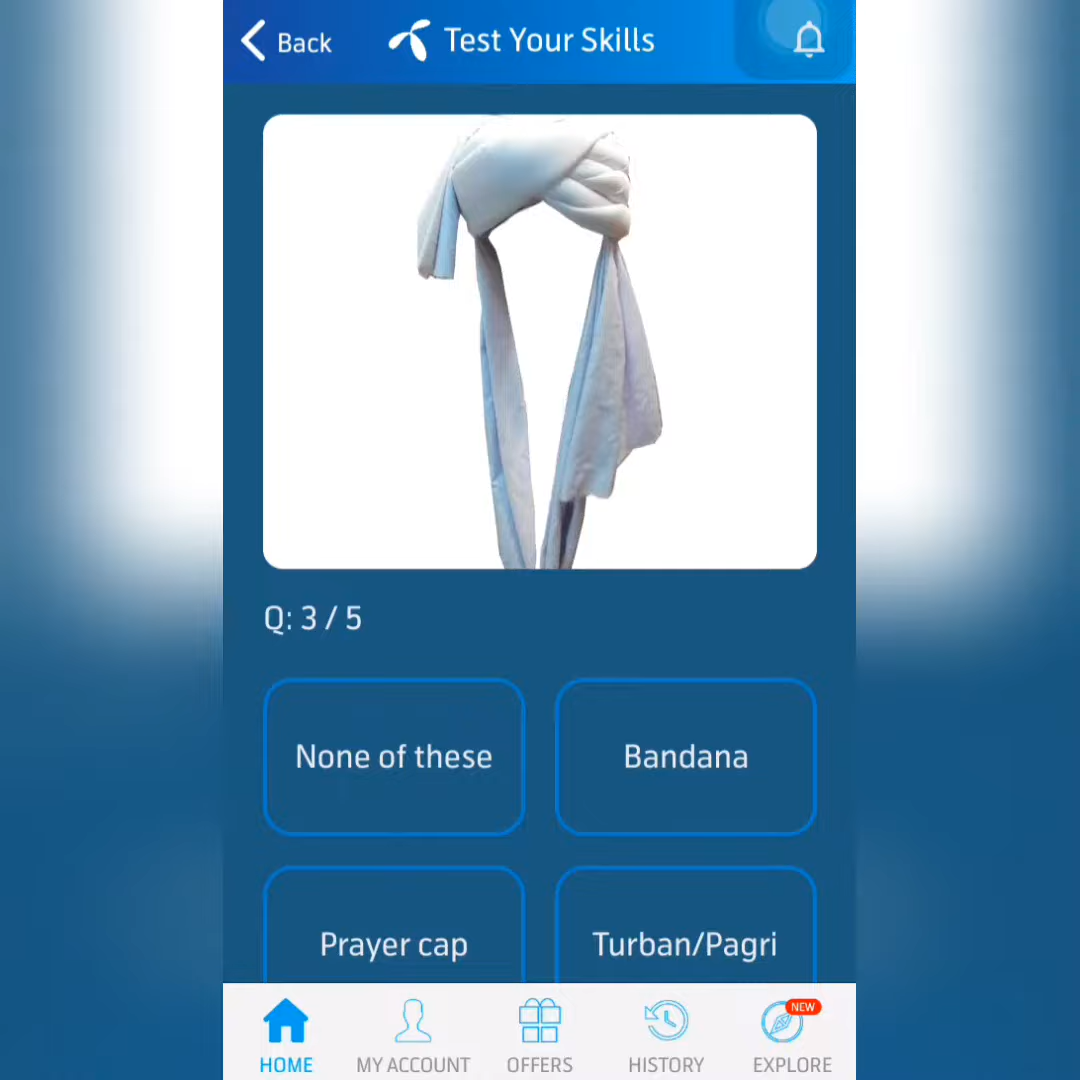 Back
Test Your Skills
Q: 3 / 5
None of these
Bandana
Prayer cap
Turban/Pagri
NEW
HOME
MY ACCOUNT
OFFERS
HISTORY
EXPLORE